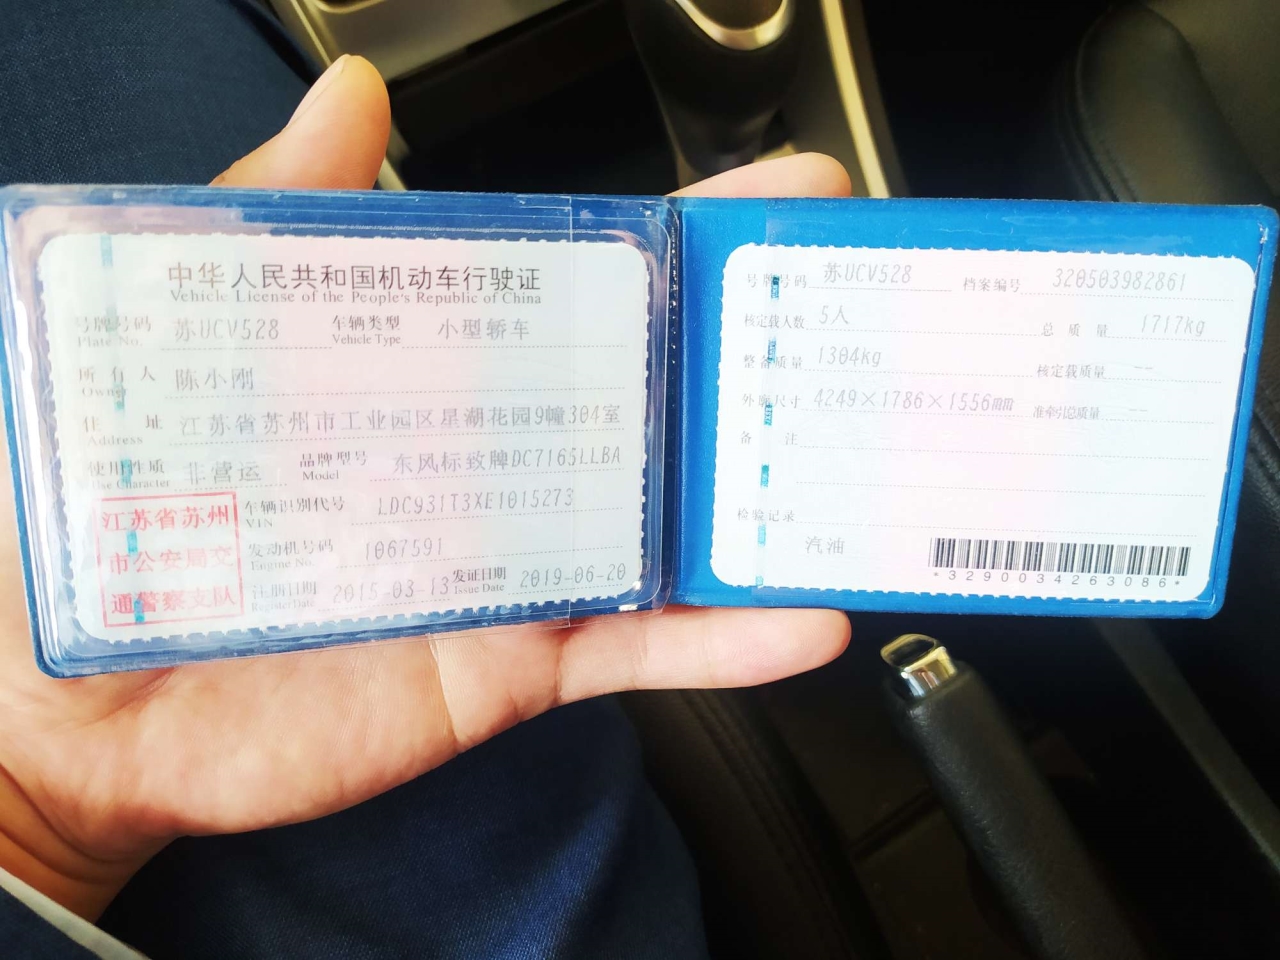 中华人民共和国机动车行驶证
Vehicle License of the People's Republic of China
号牌号码 苏UCV528 车辆类型 小型轿车
Plate No. Vehicle Type
所有人 陈小刚
Owner
住址 江苏省苏州市工业园区星湖花园9幢304室
Address
使用性质 非营运 品牌型号 东风标致牌DC7165LLBA
Use Character Model
江苏省苏州
市公安局交
通警察支队
车辆识别代号 LDC931T3XE1015273
VIN
发动机号码 1067591
Engine No.
注册日期 2015-03-13 发证日期 2019-06-20
Register Date Issue Date
号牌号码 苏UCV528 档案编号 320503982861
核定载人数 5人 总质量 1717kg
整备质量 1304kg 核定载质量 --
外廓尺寸 4249×1786×1556mm 准牵引总质量 --
备注
检验记录
汽油
*3290034263086*